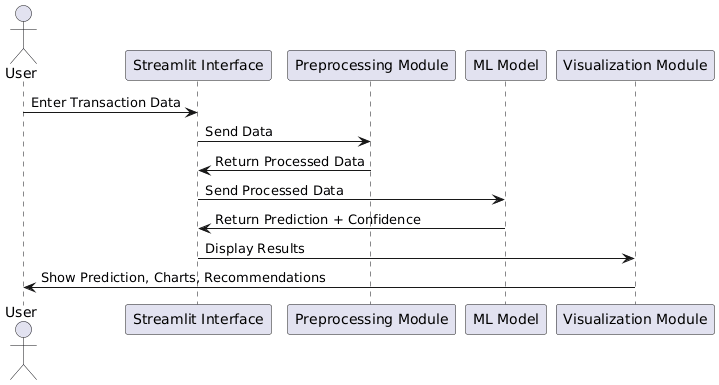 User
Streamlit Interface
Preprocessing Module
ML Model
Visualization Module
Enter Transaction Data
Send Data
Return Processed Data
Send Processed Data
Return Prediction + Confidence
Display Results
Show Prediction, Charts, Recommendations
User
Streamlit Interface
Preprocessing Module
ML Model
Visualization Module